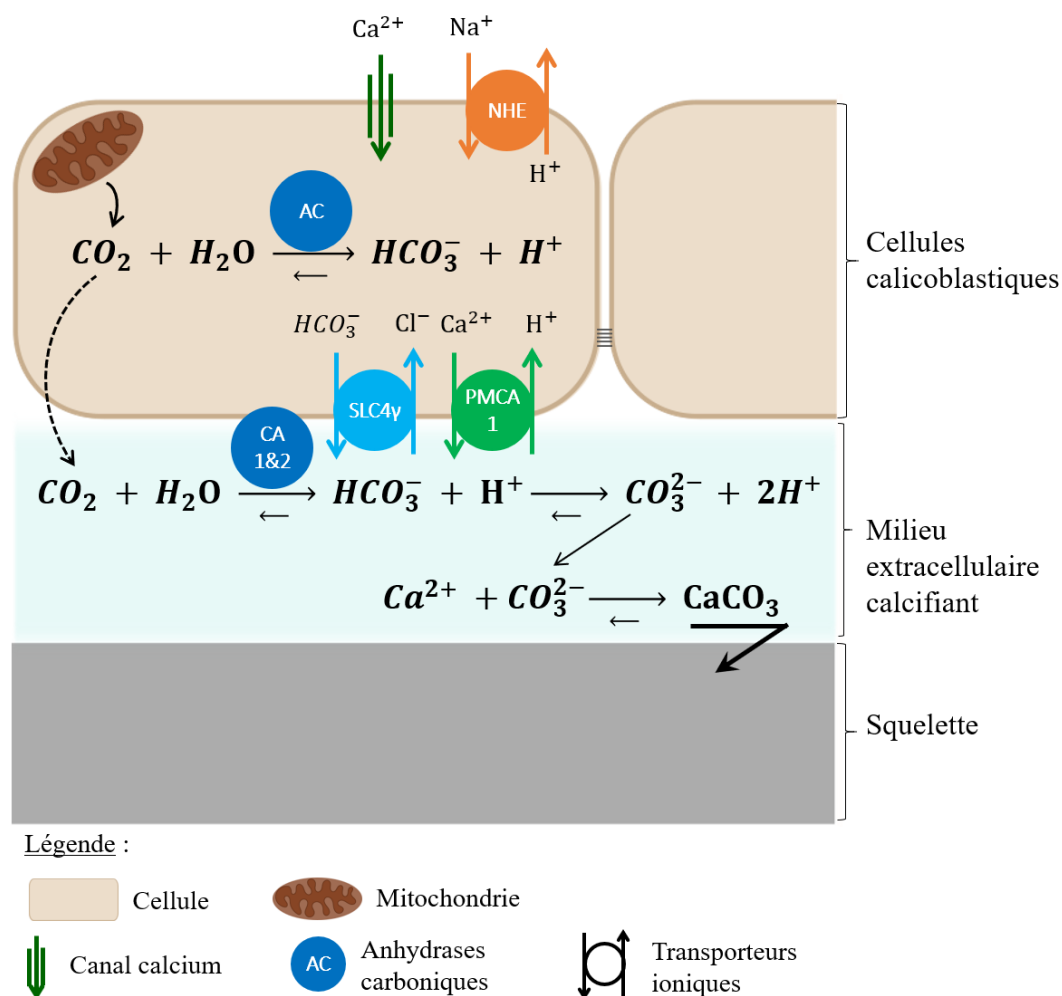 Ca²⁺ Na⁺
NHE
H⁺
AC
CO₂ + H₂O ⟶ HCO₃⁻ + H⁺
⟵
HCO₃⁻ Cl⁻ Ca²⁺ H⁺
SLC4γ
PMCA
1
CA
1&2
CO₂ + H₂O ⟶ HCO₃⁻ + H⁺ ⟶ CO₃²⁻ + 2H⁺
⟵ ⟵
Ca²⁺ + CO₃²⁻ ⟶ CaCO₃
⟵
Cellules
calicoblastiques
Milieu
extracellulaire
calcifiant
Squelette
Légende :
Cellule
Mitochondrie
Canal calcium
AC
Anhydrases
carboniques
Transporteurs
ioniques